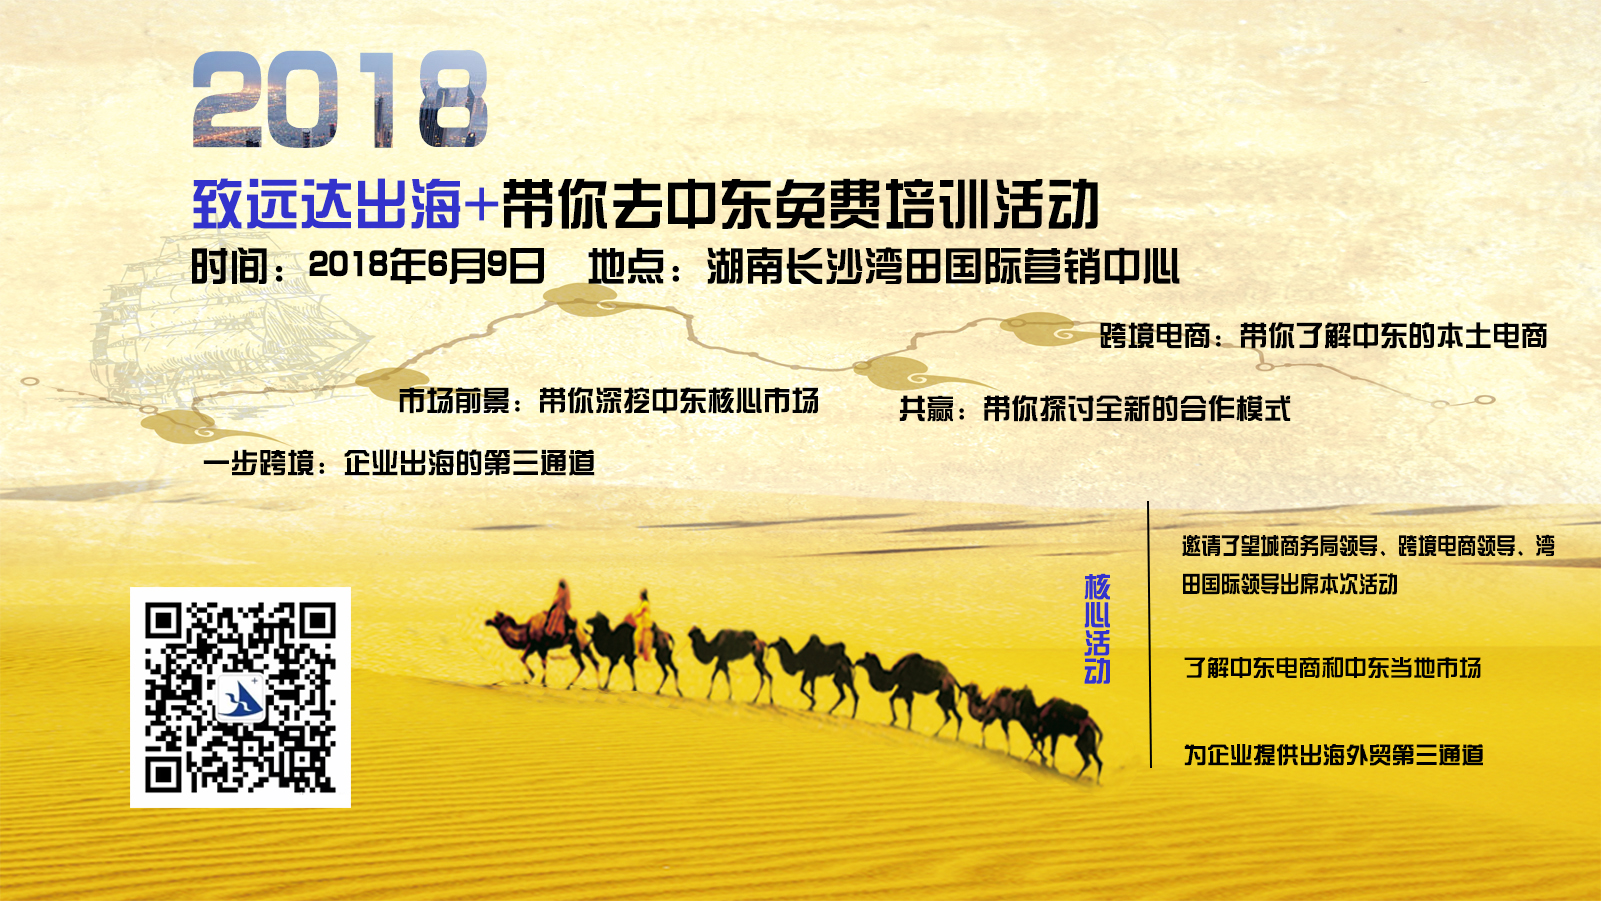 2018
致远达出海+带你去中东免费培训活动
时间：2018年6月9日 地点：湖南长沙湾田国际营销中心
跨境电商：带你了解中东的本土电商
市场前景：带你深挖中东核心市场
共赢：带你探讨全新的合作模式
一步跨境：企业出海的第三通道
核心活动
邀请了望城商务局领导、跨境电商领导、湾
田国际领导出席本次活动
了解中东电商和中东当地市场
为企业提供出海外贸第三通道